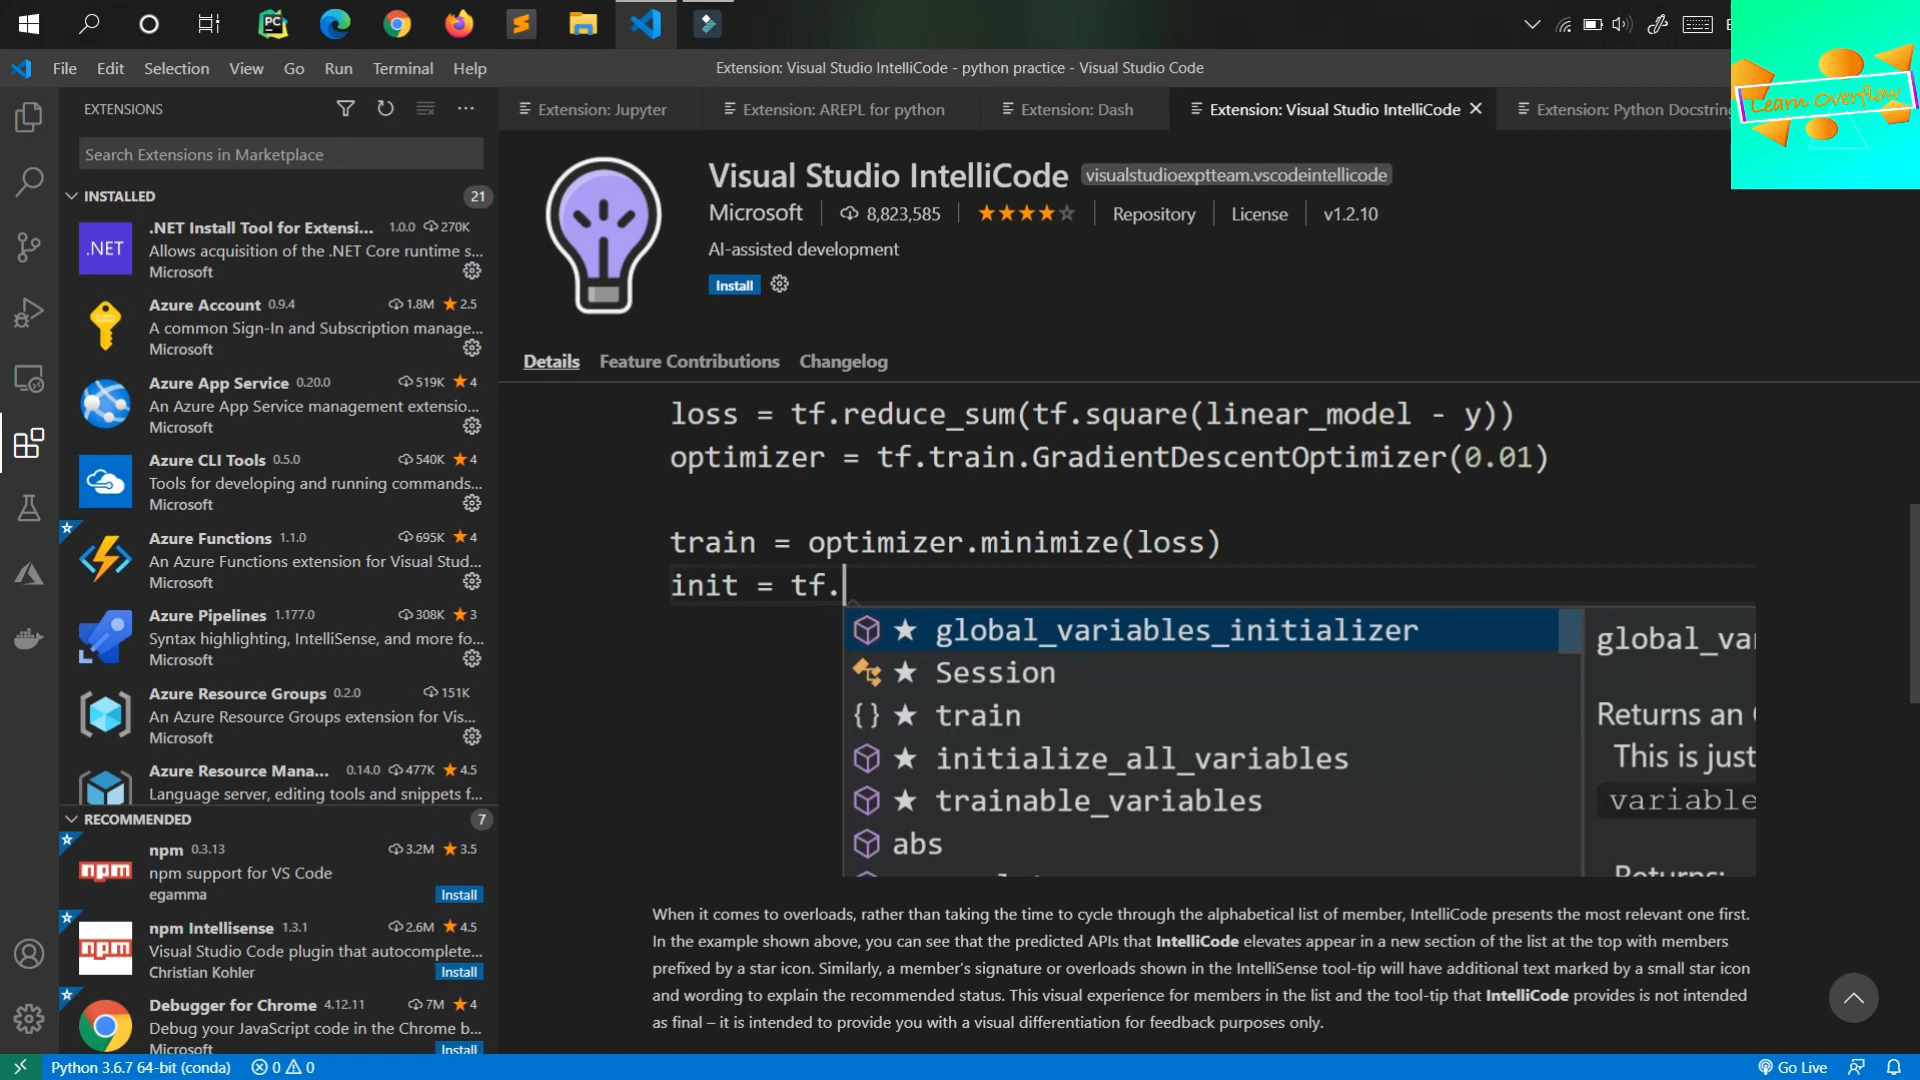 PC
File Edit Selection View Go Run Terminal Help
Extension: Visual Studio IntelliCode - python practice - Visual Studio Code
Learn Overflow
EXTENSIONS
Extension: Jupyter
Extension: AREPL for python
Extension: Dash
Extension: Visual Studio IntelliCode
Extension: Python Docstring
Search Extensions in Marketplace
INSTALLED 21
.NET
.NET Install Tool for Extensi... 1.0.0 270K
Allows acquisition of the .NET Core runtime s...
Microsoft
Azure Account 0.9.4 1.8M 2.5
A common Sign-In and Subscription manage...
Microsoft
Azure App Service 0.20.0 519K 4
An Azure App Service management extensio...
Microsoft
Azure CLI Tools 0.5.0 540K 4
Tools for developing and running commands...
Microsoft
Azure Functions 1.1.0 695K 4
An Azure Functions extension for Visual Stud...
Microsoft
Azure Pipelines 1.177.0 308K 3
Syntax highlighting, IntelliSense, and more fo...
Microsoft
Azure Resource Groups 0.2.0 151K
An Azure Resource Groups extension for Vis...
Microsoft
Azure Resource Mana... 0.14.0 477K 4.5
Language server, editing tools and snippets f...
RECOMMENDED 7
npm
npm 0.3.13 3.2M 3.5
npm support for VS Code
egamma Install
npm
npm Intellisense 1.3.1 2.6M 4.5
Visual Studio Code plugin that autocomplete...
Christian Kohler Install
Debugger for Chrome 4.12.11 7M 4
Debug your JavaScript code in the Chrome b...
Microsoft Install
Visual Studio IntelliCode visualstudioexptteam.vscodeintellicode
Microsoft 8,823,585 Repository License v1.2.10
AI-assisted development
Install
Details Feature Contributions Changelog
loss = tf.reduce_sum(tf.square(linear_model - y))
optimizer = tf.train.GradientDescentOptimizer(0.01)
train = optimizer.minimize(loss)
init = tf.
global_variables_initializer
Session
{} train
initialize_all_variables
trainable_variables
abs
global_va
Returns an
This is just
variable
Returns:
When it comes to overloads, rather than taking the time to cycle through the alphabetical list of member, IntelliCode presents the most relevant one first.
In the example shown above, you can see that the predicted APIs that IntelliCode elevates appear in a new section of the list at the top with members
prefixed by a star icon. Similarly, a member's signature or overloads shown in the IntelliSense tool-tip will have additional text marked by a small star icon
and wording to explain the recommended status. This visual experience for members in the list and the tool-tip that IntelliCode provides is not intended
as final – it is intended to provide you with a visual differentiation for feedback purposes only.
Python 3.6.7 64-bit (conda) 0 0 Go Live